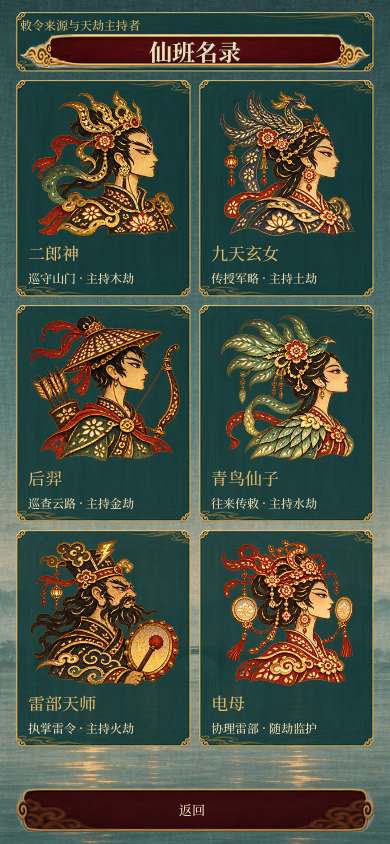 敕令来源与天劫主持者
仙班名录
二郎神
巡守山门 · 主持木劫
九天玄女
传授军略 · 主持土劫
后羿
巡查云路 · 主持金劫
青鸟仙子
往来传敕 · 主持水劫
雷部天师
执掌雷令 · 主持火劫
电母
协理雷部 · 随劫监护
返回